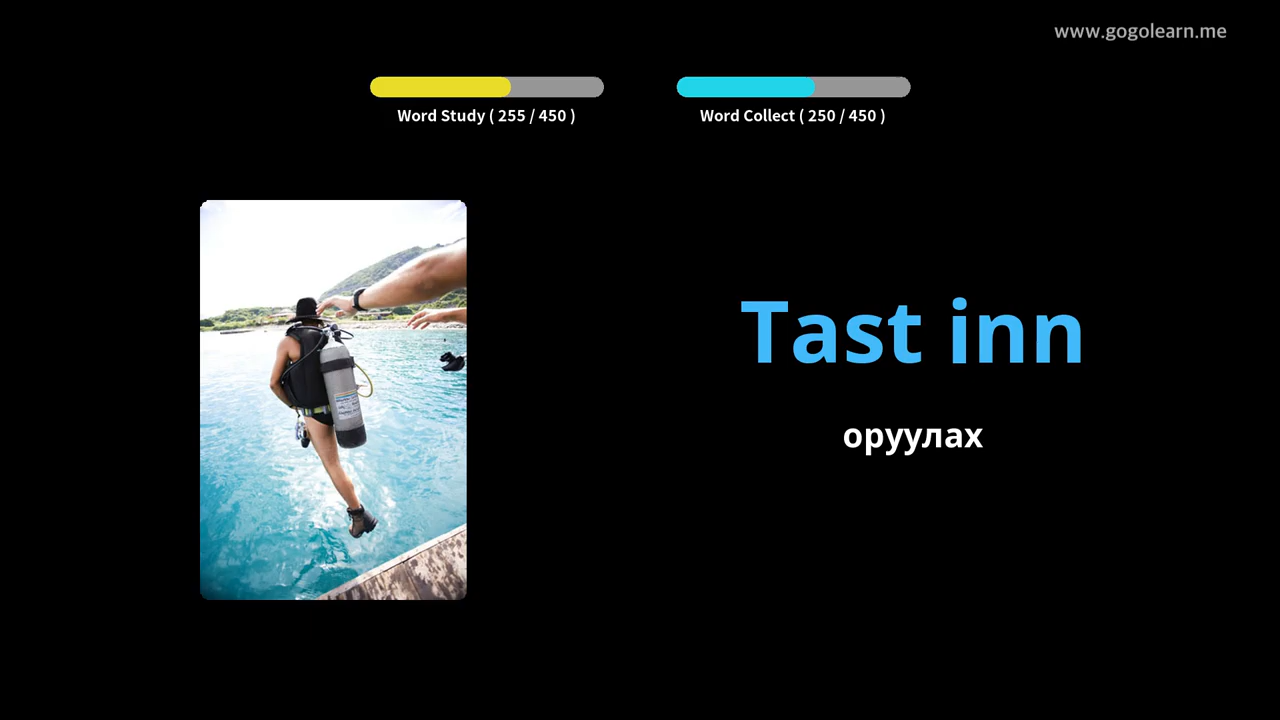 www.gogolearn.me
Word Study ( 255 / 450 )
Word Collect ( 250 / 450 )
Tast inn
оруулах